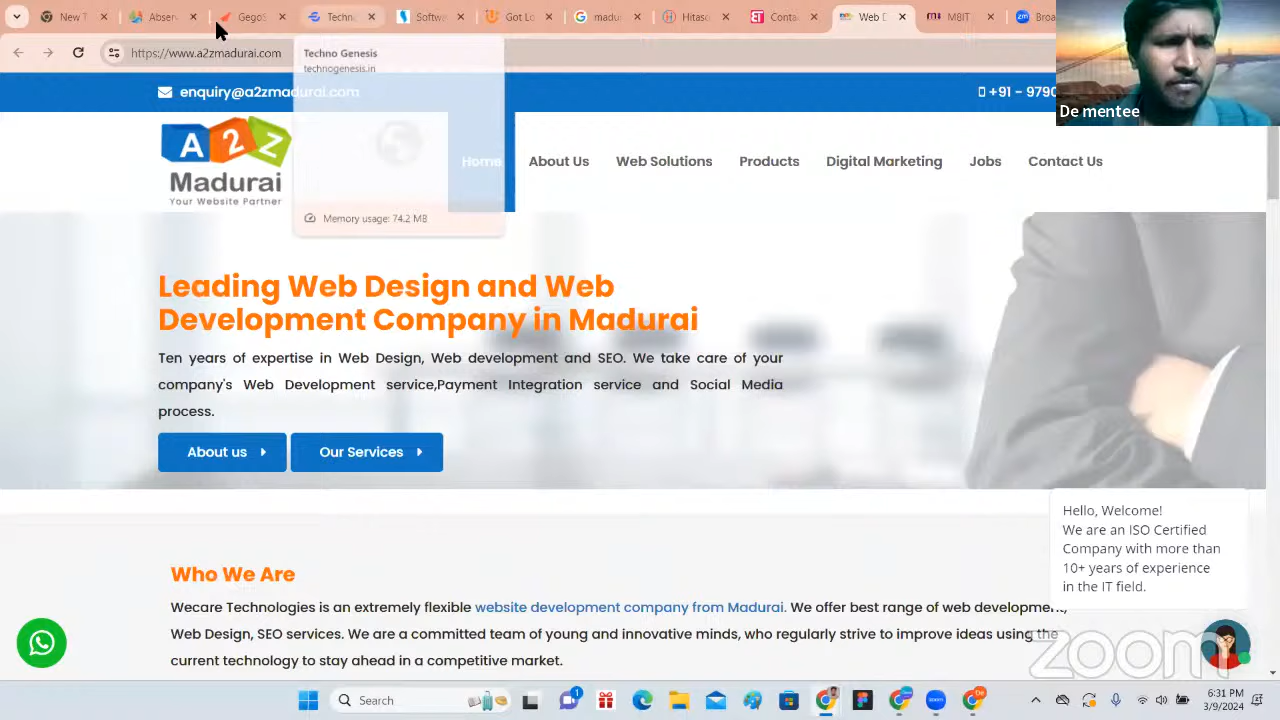 New T
Absen
GegoS
Techn
Softw
Got Lo
madu
Hitas
Conta
Web D
M8IT
Bro
https://www.a2zmadurai.com
Techno Genesis
technogenesis.in
Memory usage: 74.2 MB
De mentee
enquiry@a2zmadurai.com
+91 - 9790
A2Z
Madurai
Your Website Partner
Home
About Us
Web Solutions
Products
Digital Marketing
Jobs
Contact Us
Leading Web Design and Web
Development Company in Madurai
Ten years of expertise in Web Design, Web development and SEO. We take care of your
company's Web Development service,Payment Integration service and Social Media
process.
About us
Our Services
Hello, Welcome!
We are an ISO Certified
Company with more than
10+ years of experience
in the IT field.
Who We Are
Wecare Technologies is an extremely flexible website development company from Madurai. We offer best range of web development,
Web Design, SEO services. We are a committed team of young and innovative minds, who regularly strive to improve ideas using the
current technology to stay ahead in a competitive market.
zoom
Search
6:31 PM
3/9/2024